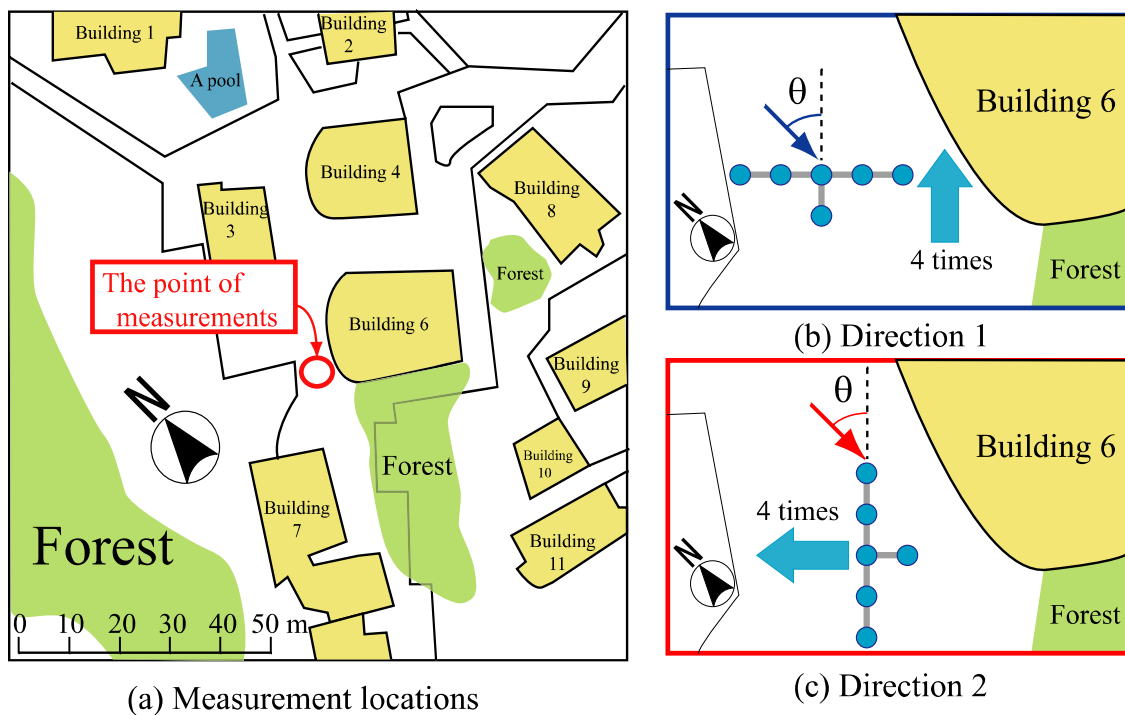 Building 1
Building
2
A pool
Building 4
Building
3
Building
8
Forest
The point of
measurements
Building 6
Building
9
N
Forest
Building
10
Building
7
Building
11
Forest
0 10 20 30 40 50 m
(a) Measurement locations
θ
Building 6
N
4 times
Forest
(b) Direction 1
θ
Building 6
4 times
N
Forest
(c) Direction 2